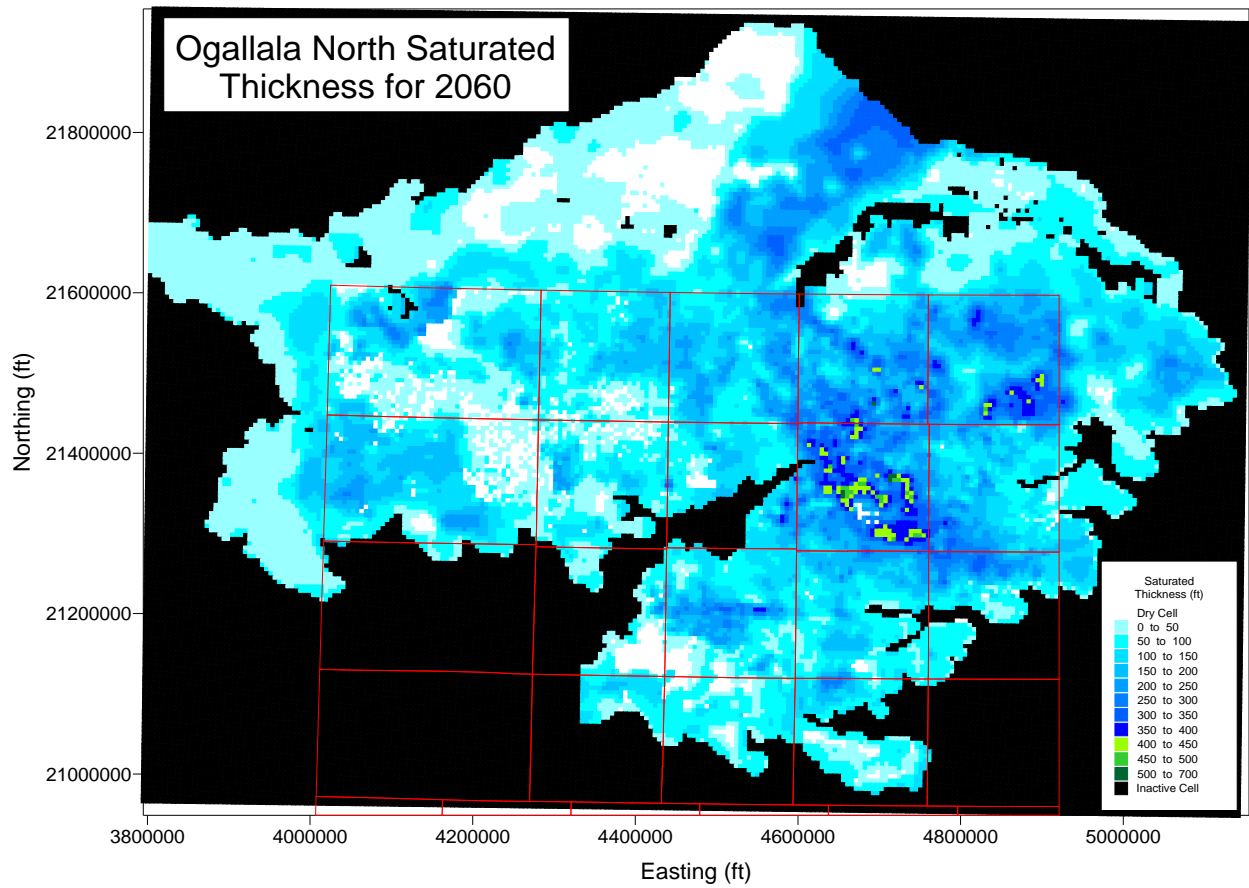 Ogallala North Saturated
Thickness for 2060
21800000
21600000
21400000
21200000
21000000
Northing (ft)
3800000
4000000
4200000
4400000
4600000
4800000
5000000
Easting (ft)
Saturated
Thickness (ft)
Dry Cell
0 to 50
50 to 100
100 to 150
150 to 200
200 to 250
250 to 300
300 to 350
350 to 400
400 to 450
450 to 500
500 to 700
Inactive Cell